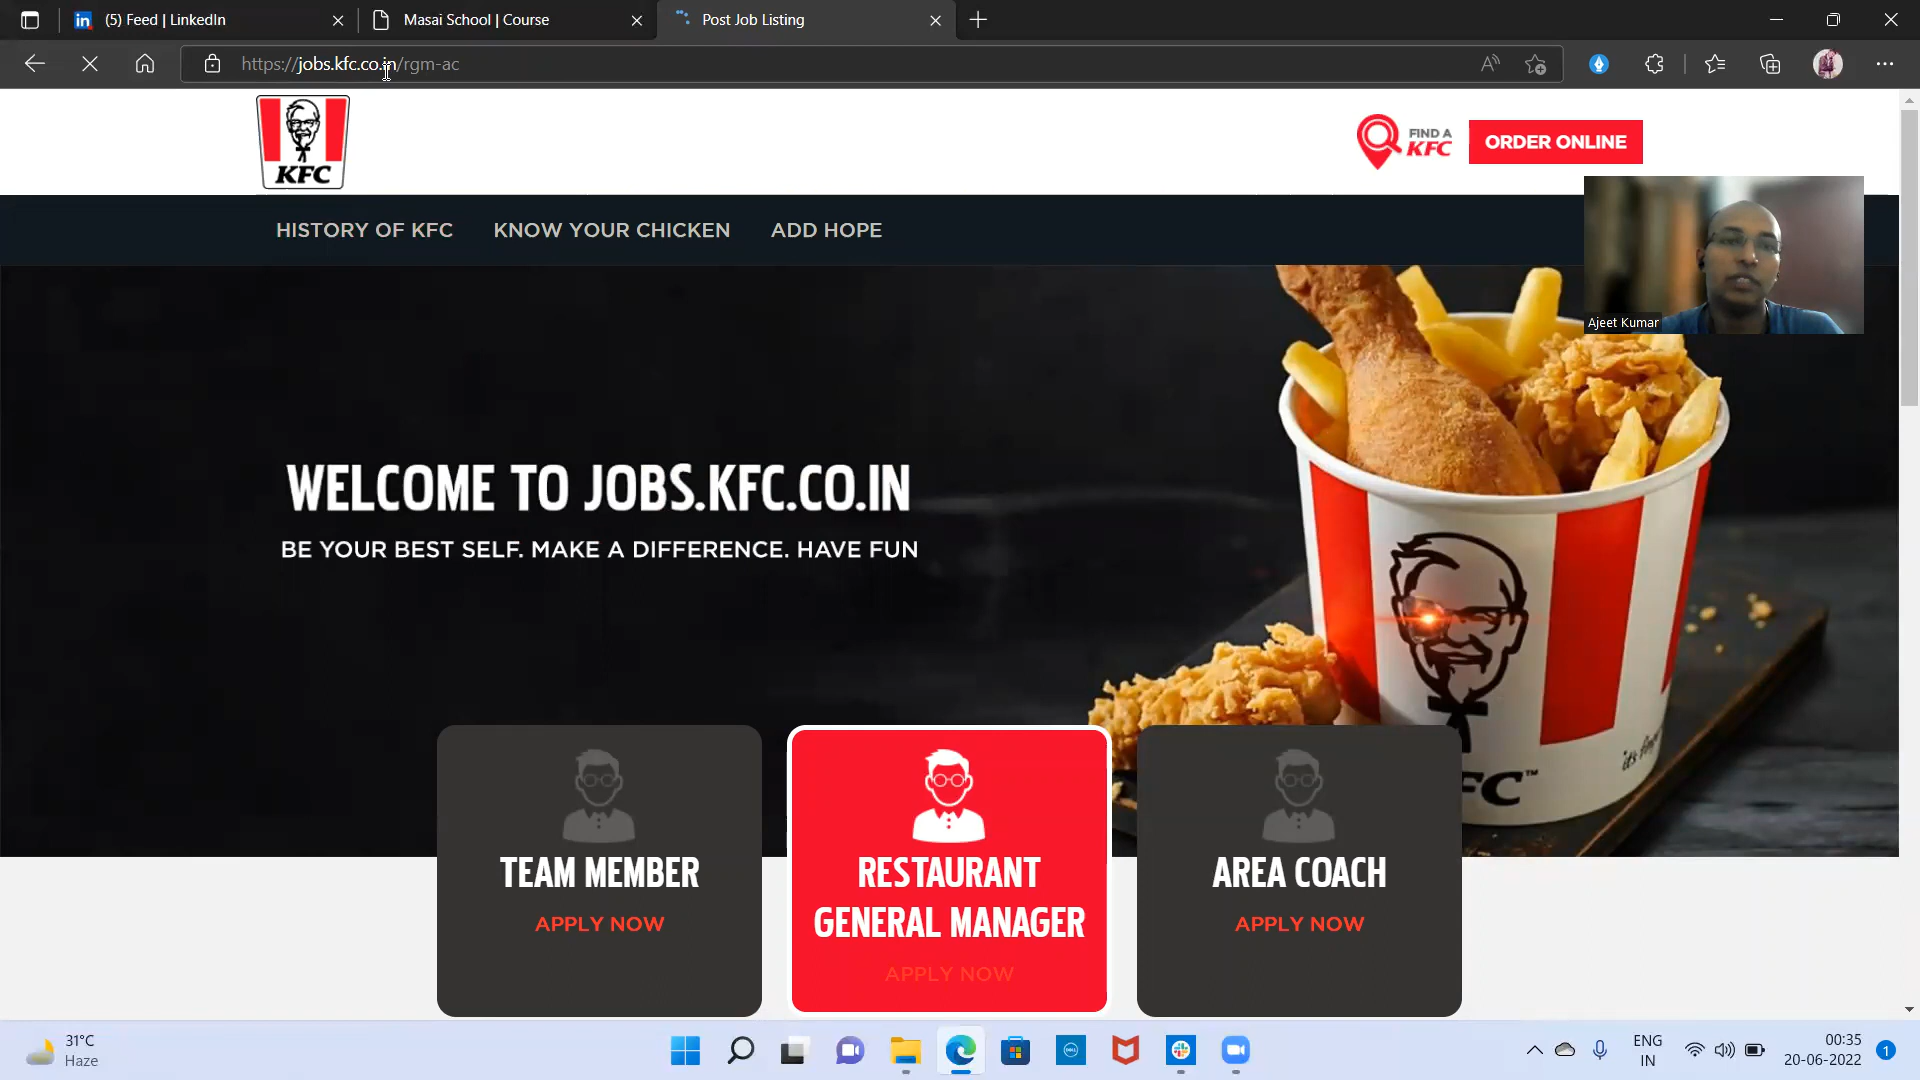 (5) Feed | LinkedIn
Masai School | Course
Post Job Listing
https://jobs.kfc.co.in/rgm-ac
KFC
FIND A
KFC
ORDER ONLINE
HISTORY OF KFC
KNOW YOUR CHICKEN
ADD HOPE
Ajeet Kumar
WELCOME TO JOBS.KFC.CO.IN
BE YOUR BEST SELF. MAKE A DIFFERENCE. HAVE FUN
TEAM MEMBER
APPLY NOW
RESTAURANT
GENERAL MANAGER
APPLY NOW
AREA COACH
APPLY NOW
31°C
Haze
ENG
IN
00:35
20-06-2022
1